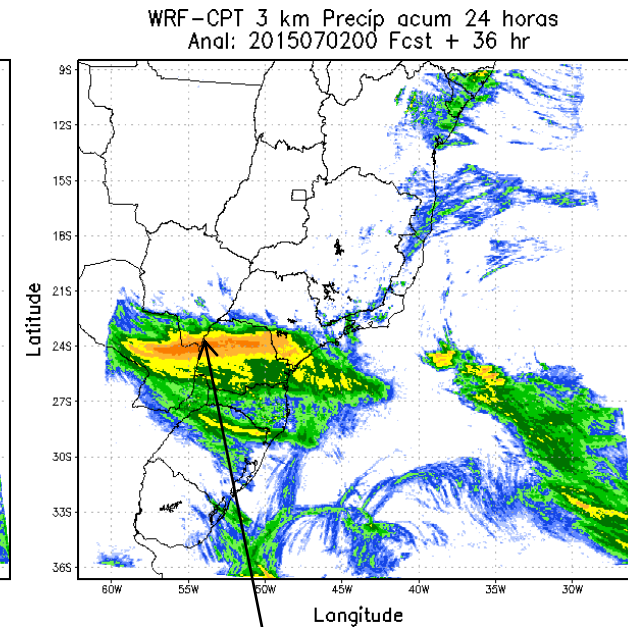 WRF-CPT 3 km Precip acum 24 horas
Anal: 2015070200 Fcst + 36 hr
9S
12S
15S
18S
21S
24S
27S
30S
33S
36S
Latitude
60W 55W 50W 45W 40W 35W 30W
Longitude